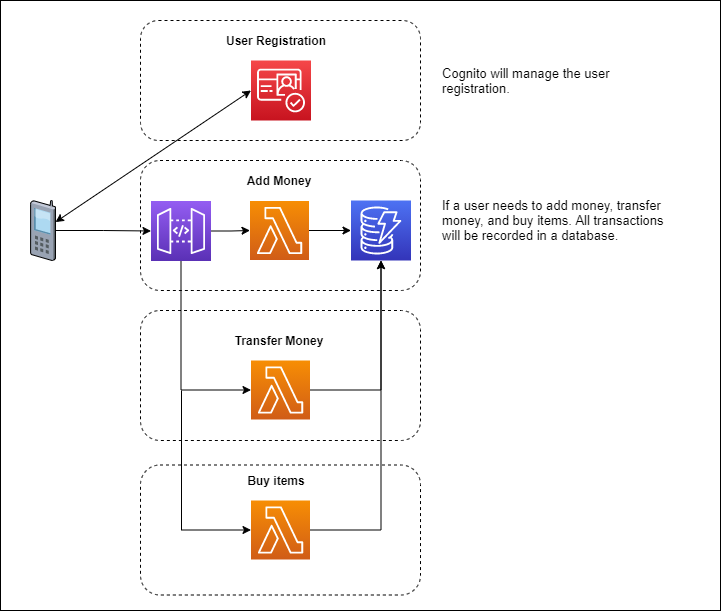 User Registration
Cognito will manage the user
registration.
Add Money
If a user needs to add money, transfer
money, and buy items. All transactions
will be recorded in a database.
</>
Transfer Money
Buy items